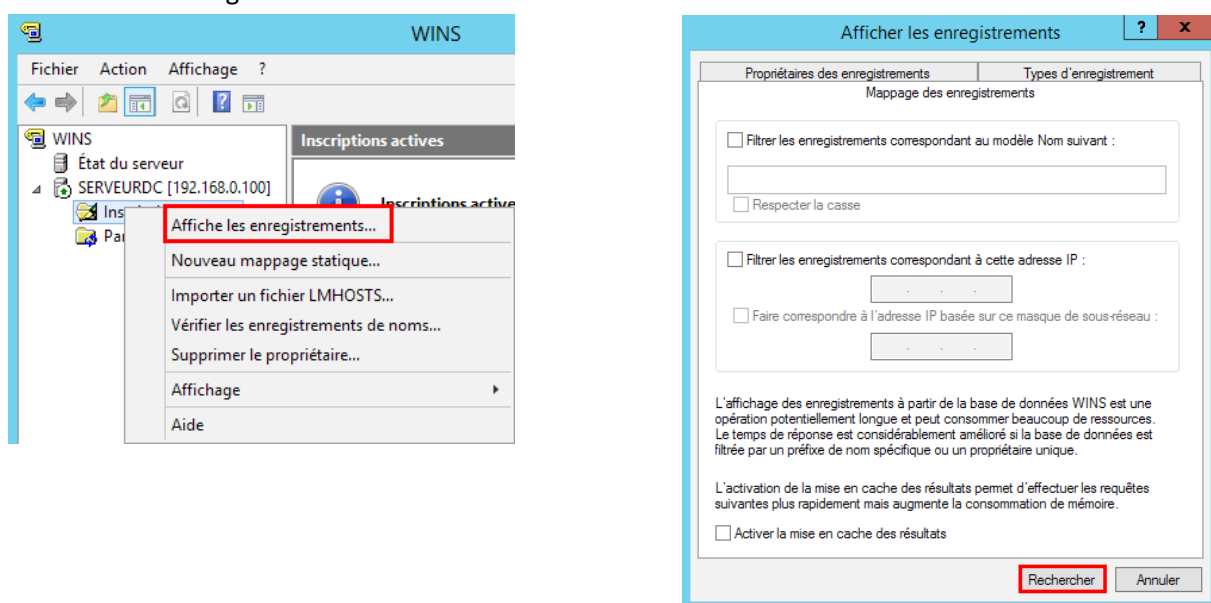 WINS
Fichier Action Affichage ?
WINS
État du serveur
SERVEURDC [192.168.0.100]
Inscriptions actives
Affiche les enregistrements...
Nouveau mappage statique...
Importer un fichier LMHOSTS...
Vérifier les enregistrements de noms...
Supprimer le propriétaire...
Affichage
Aide
Afficher les enregistrements ? x
Propriétaires des enregistrements Types d'enregistrement
Mappage des enregistrements
Filtrer les enregistrements correspondant au modèle Nom suivant :
Respecter la casse
Filtrer les enregistrements correspondant à cette adresse IP :
Faire correspondre à l'adresse IP basée sur ce masque de sous-réseau :
L'affichage des enregistrements à partir de la base de données WINS est une
opération potentiellement longue et peut consommer beaucoup de ressources.
Le temps de réponse est considérablement amélioré si la base de données est
filtrée par un préfixe de nom spécifique ou un propriétaire unique.
L'activation de la mise en cache des résultats permet d'effectuer les requêtes
suivantes plus rapidement mais augmente la consommation de mémoire.
Activer la mise en cache des résultats
Rechercher Annuler